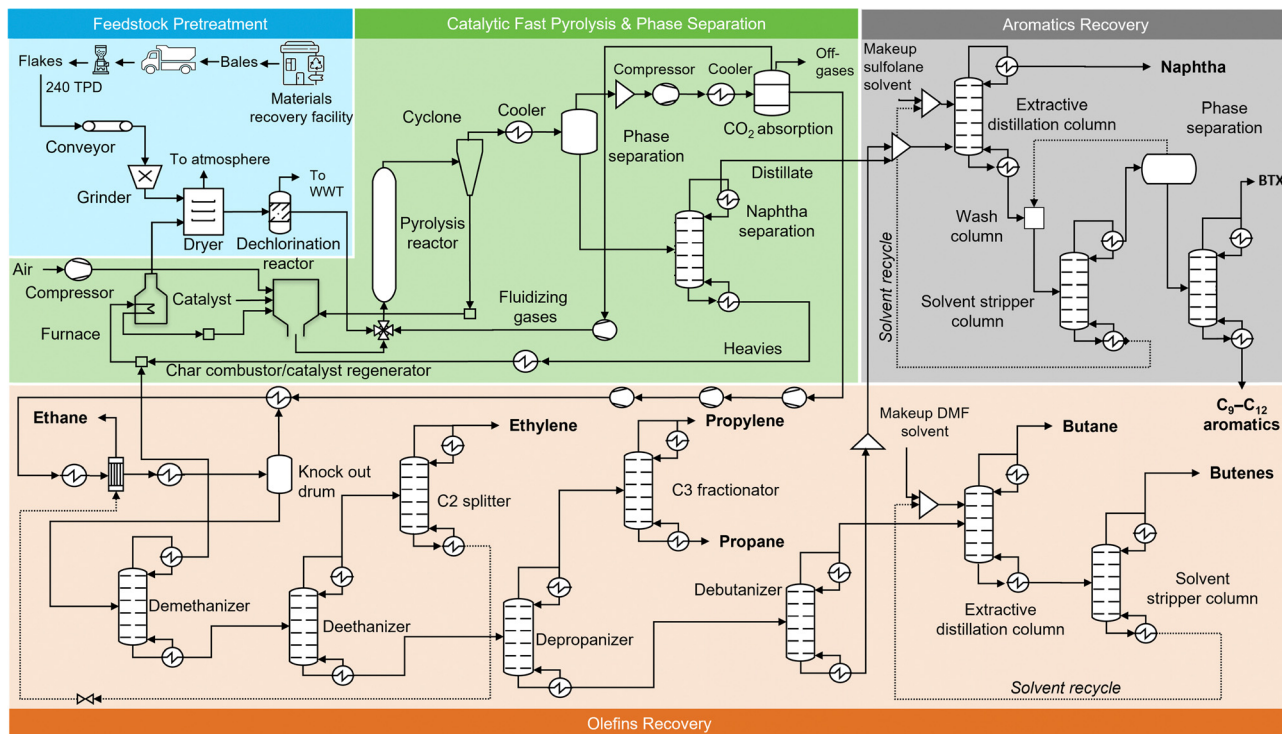 Feedstock Pretreatment
Flakes
240 TPD
Bales
Materials
recovery facility
Conveyor
To atmosphere
To
WWT
Grinder
Dryer
Dechlorination
reactor
Catalytic Fast Pyrolysis & Phase Separation
Cyclone
Cooler
Compressor
Cooler
Off-
gases
CO₂ absorption
Phase
separation
Distillate
Naphtha
separation
Pyrolysis
reactor
Air
Compressor
Catalyst
Furnace
Fluidizing
gases
Heavies
Char combustor/catalyst regenerator
Aromatics Recovery
Makeup
sulfolane
solvent
Naphtha
Extractive
distillation column
Phase
separation
BTX
Wash
column
Solvent recycle
Solvent stripper
column
C₉–C₁₂
aromatics
Ethane
Knock out
drum
Ethylene
C2 splitter
Propylene
C3 fractionator
Propane
Makeup DMF
solvent
Butane
Butenes
Demethanizer
Deethanizer
Depropanizer
Debutanizer
Extractive
distillation column
Solvent
stripper column
Solvent recycle
Olefins Recovery